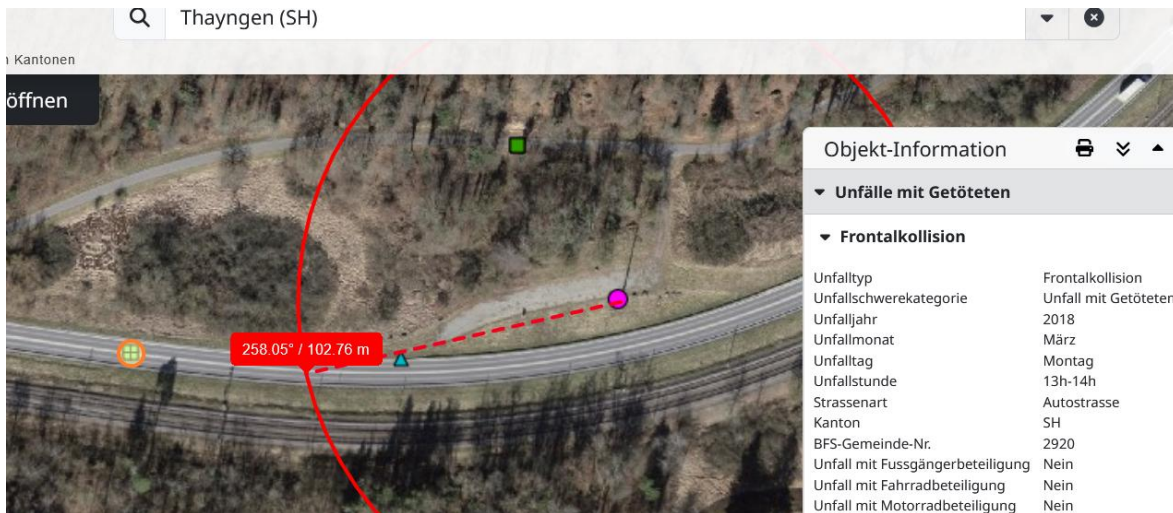 Thayngen (SH)
n Kantonen
öffnen
258.05° / 102.76 m
Objekt-Information
Unfälle mit Getöteten
Frontalkollision
Unfalltyp Frontalkollision
Unfallschwerekategorie Unfall mit Getöteten
Unfalljahr 2018
Unfallmonat März
Unfalltag Montag
Unfallstunde 13h-14h
Strassenart Autostrasse
Kanton SH
BFS-Gemeinde-Nr. 2920
Unfall mit Fussgängerbeteiligung Nein
Unfall mit Fahrradbeteiligung Nein
Unfall mit Motorradbeteiligung Nein